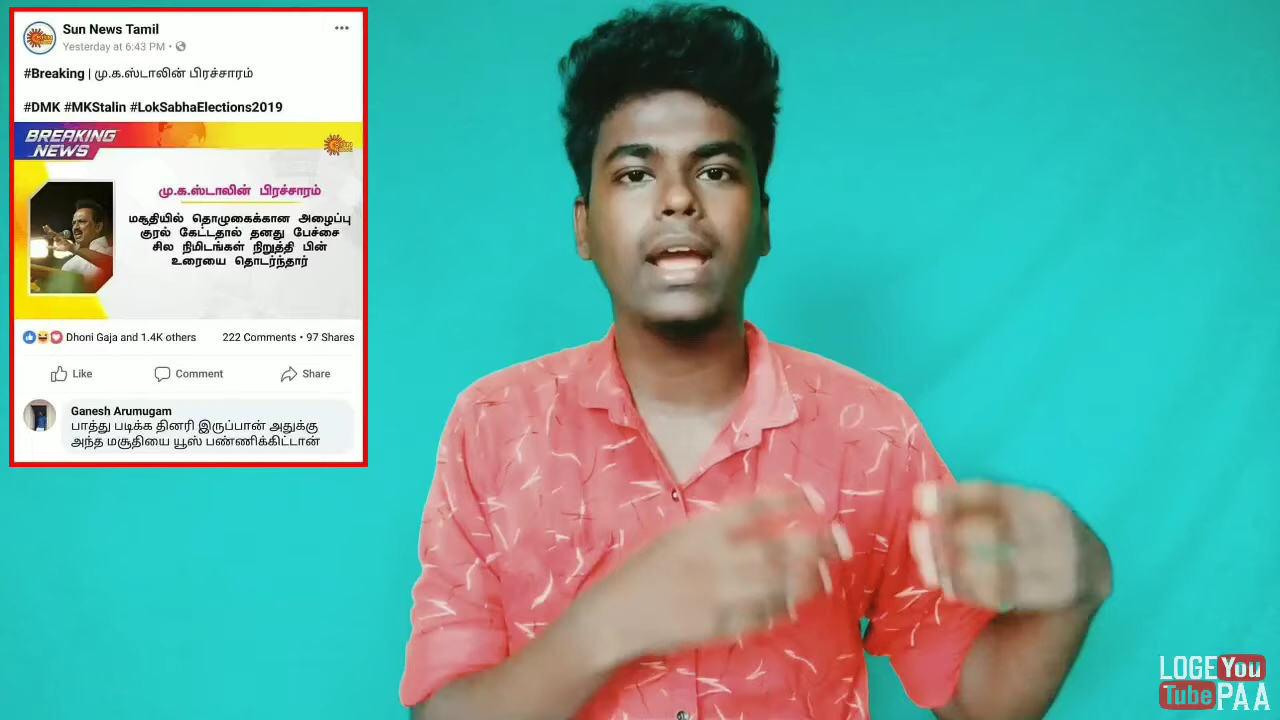 Sun News Tamil
Yesterday at 6:43 PM •
#Breaking | மு.க.ஸ்டாலின் பிரச்சாரம்
#DMK #MKStalin #LokSabhaElections2019
BREAKING
NEWS
மு.க.ஸ்டாலின் பிரச்சாரம்
மசூதியில் தொழுகைக்கான அழைப்பு
குரல் கேட்டதால் தனது பேச்சை
சில நிமிடங்கள் நிறுத்தி பின்
உரையை தொடர்ந்தார்
Dhoni Gaja and 1.4K others 222 Comments • 97 Shares
Like Comment Share
Ganesh Arumugam
பாத்து படிக்க தினரி இருப்பான் அதுக்கு
அந்த மசூதியை யூஸ் பண்ணிக்கிட்டான்
LOGE You
Tube PAA